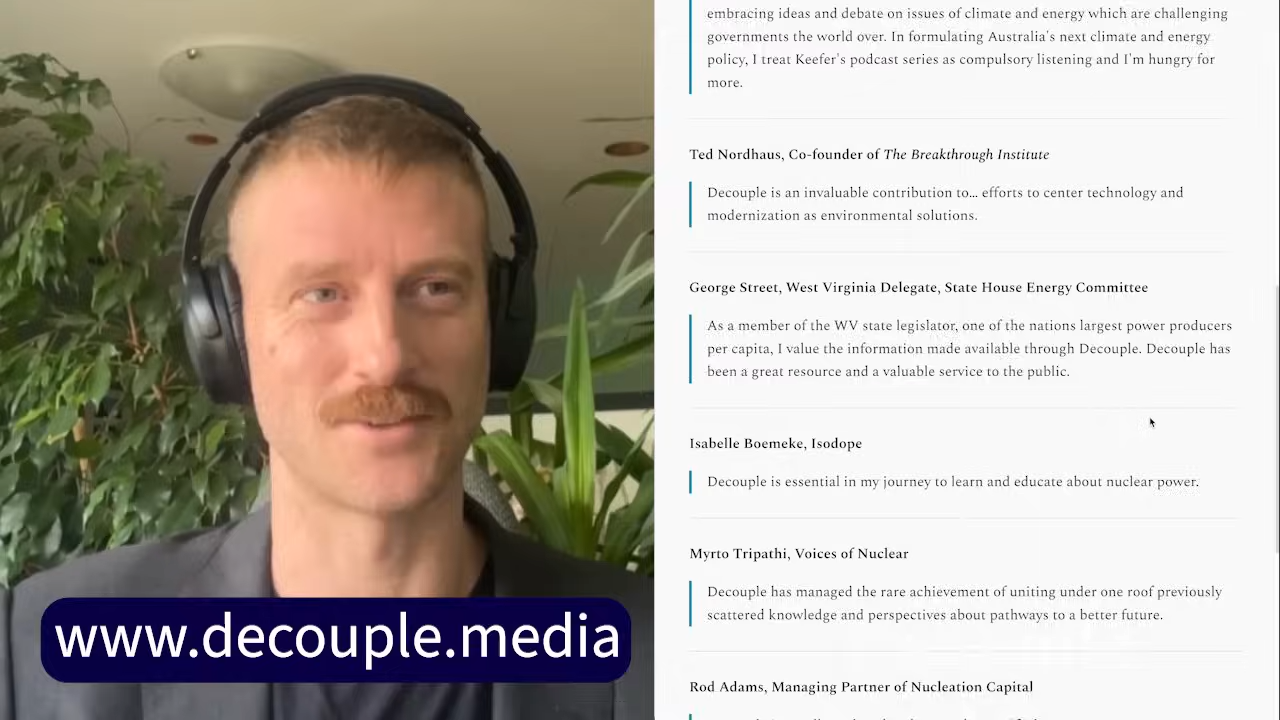 embracing ideas and debate on issues of climate and energy which are challenging
governments the world over. In formulating Australia's next climate and energy
policy, I treat Keefer's podcast series as compulsory listening and I'm hungry for
more.
Ted Nordhaus, Co-founder of The Breakthrough Institute
Decouple is an invaluable contribution to... efforts to center technology and
modernization as environmental solutions.
George Street, West Virginia Delegate, State House Energy Committee
As a member of the WV state legislator, one of the nations largest power producers
per capita, I value the information made available through Decouple. Decouple has
been a great resource and a valuable service to the public.
Isabelle Boemeke, Isodope
Decouple is essential in my journey to learn and educate about nuclear power.
Myrto Tripathi, Voices of Nuclear
Decouple has managed the rare achievement of uniting under one roof previously
scattered knowledge and perspectives about pathways to a better future.
Rod Adams, Managing Partner of Nucleation Capital
www.decouple.media